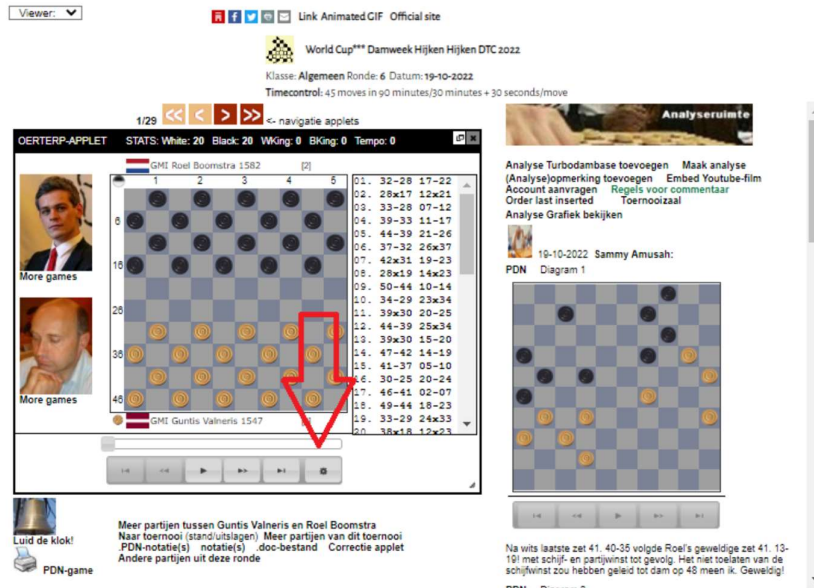 Viewer:
Link Animated GIF Official site
World Cup*** Damweek Hijken Hijken DTC 2022
Klasse: Algemeen Ronde: 6 Datum: 19-10-2022
Timecontrol: 45 moves in 90 minutes/30 minutes + 30 seconds/move
1/29 << < > >> <- navigatie applets
OERTERP-APPLET STATS: White: 20 Black: 20 WKing: 0 BKing: 0 Tempo: 0
GMI Roel Boomstra 1582 [2]
1 2 3 4 5
6
16
26
36
46
More games
More games
GMI Guntis Valneris 1547
01. 32-28 17-22
02. 28x17 12x21
03. 33-28 07-12
04. 39-33 11-17
05. 44-39 21-26
06. 37-32 26x37
07. 42x31 19-23
08. 28x19 14x23
09. 50-44 10-14
10. 34-29 23x34
11. 39x30 20-25
12. 44-39 25x34
13. 39x30 15-20
14. 47-42 14-19
15. 41-37 05-10
16. 30-25 20-24
17. 46-41 02-07
18. 49-44 18-23
19. 33-29 24x33
20. 38x18 12x23
Luid de klok!
PDN-game
Meer partijen tussen Guntis Valneris en Roel Boomstra
Naar toernooi (stand/uitslagen) Meer partijen van dit toernooi
.PDN-notatie(s) notatie(s) .doc-bestand Correctie applet
Andere partijen uit deze ronde
Analyseruimte
Analyse Turbodambase toevoegen Maak analyse
(Analyse)opmerking toevoegen Embed Youtube-film
Account aanvragen Regels voor commentaar
Order last inserted Toernooizaal
Analyse Grafiek bekijken
19-10-2022 Sammy Amusah:
PDN Diagram 1
Na wits laatste zet 41. 40-35 volgde Roel's geweldige zet 41. 13-
19! met schijf- en partijwinst tot gevolg. Het niet toelaten van de
schijfwinst zou hebben geleid tot dam op 48 meen ik. Geweldig!